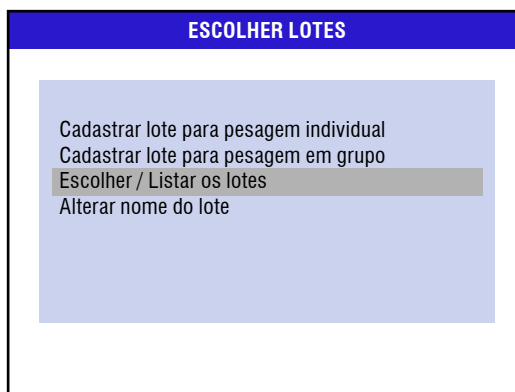 ESCOLHER LOTES
Cadastrar lote para pesagem individual
Cadastrar lote para pesagem em grupo
Escolher / Listar os lotes
Alterar nome do lote